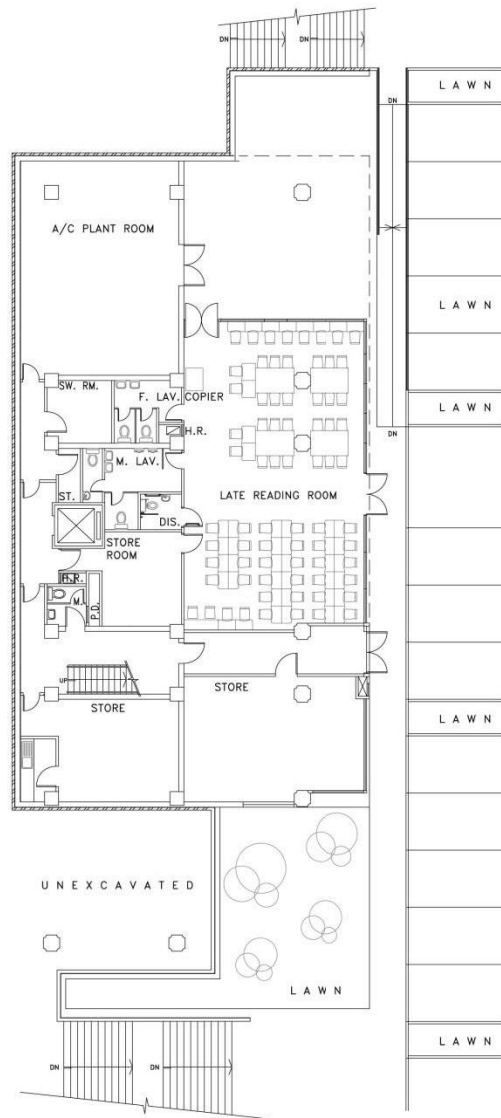 DN
DN
LAWN
DN
A/C PLANT ROOM
LAWN
SW. RM.
F. LAV.
COPIER
LAWN
H.R.
DN
M. LAV.
ST.
LATE READING ROOM
DIS.
STORE
ROOM
H.R.
M.
P.D.
UP
STORE
STORE
LAWN
UNEXCAVATED
LAWN
LAWN
DN
DN